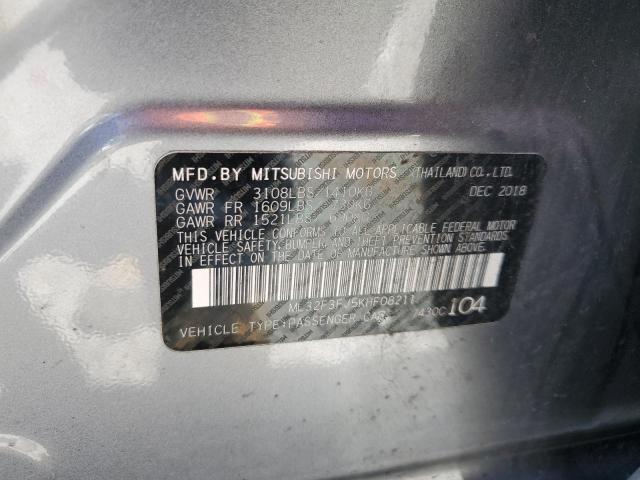 MFD.BY MITSUBISHI MOTORS (THAILAND) CO., LTD.
GVWR 3108LBS 1410KG DEC 2018
GAWR FR 1609LBS
GAWR RR 1521LBS
THIS VEHICLE CONFORMS TO ALL APPLICABLE FEDERAL MOTOR
VEHICLE SAFETY, BUMPER, AND THEFT PREVENTION STANDARDS
IN EFFECT ON THE DATE OF MANUFACTURE SHOWN ABOVE.
VEHICLE TYPE:PASSENGER CAR 104